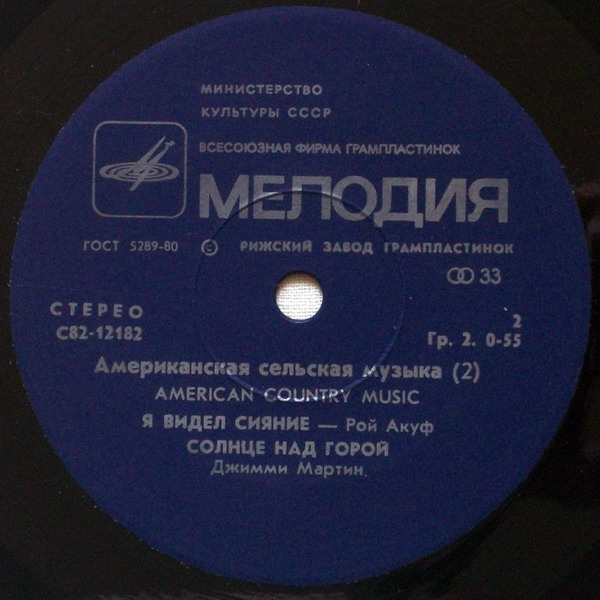 МИНИСТЕРСТВО
КУЛЬТУРЫ СССР
ВСЕСОЮЗНАЯ ФИРМА ГРАМПЛАСТИНОК
МЕЛОДИЯ
ГОСТ 5289-80 РИЖСКИЙ ЗАВОД ГРАМПЛАСТИНОК
33
СТЕРЕО 2
С82-12182 Гр. 2. 0-55
Американская сельская музыка (2)
AMERICAN COUNTRY MUSIC
Я ВИДЕЛ СИЯНИЕ — Рой Акуф
СОЛНЦЕ НАД ГОРОЙ
Джимми Мартин.